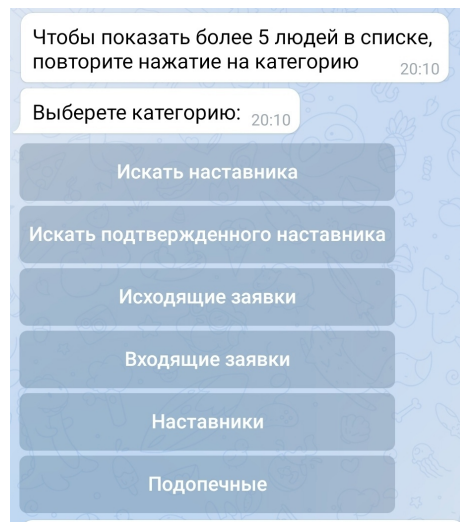 Чтобы показать более 5 людей в списке,
повторите нажатие на категорию 20:10
Выберете категорию: 20:10
Искать наставника
Искать подтвержденного наставника
Исходящие заявки
Входящие заявки
Наставники
Подопечные